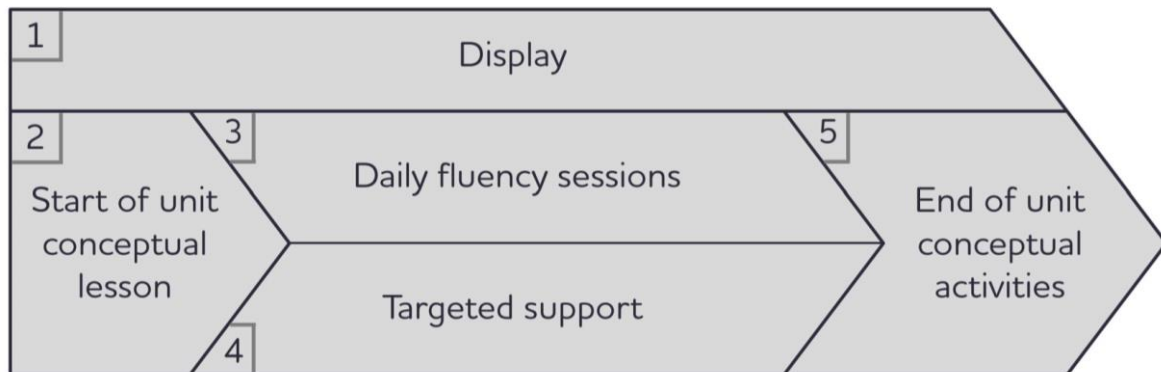 1
Display
2
Start of unit
conceptual
lesson
3
Daily fluency sessions
4
Targeted support
5
End of unit
conceptual
activities